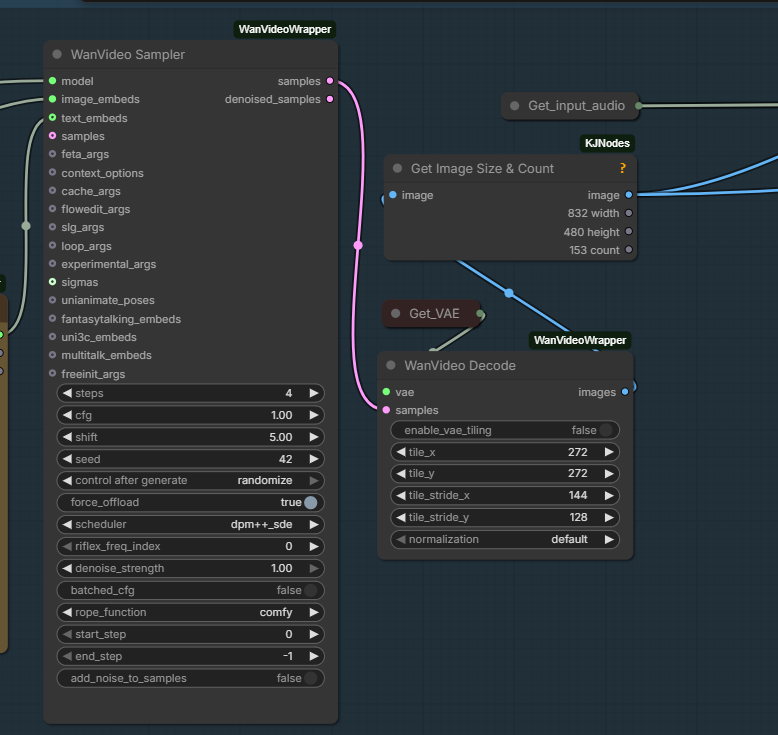 WanVideoWrapper
WanVideo Sampler
model
samples
image_embeds
denoised_samples
text_embeds
samples
feta_args
context_options
cache_args
flowedit_args
slg_args
loop_args
experimental_args
sigmas
unianimate_poses
fantasytalking_embeds
uni3c_embeds
multitalk_embeds
freeinit_args
steps 4
cfg 1.00
shift 5.00
seed 42
control after generate randomize
force_offload true
scheduler dpm++_sde
riflex_freq_index 0
denoise_strength 1.00
batched_cfg false
rope_function comfy
start_step 0
end_step -1
add_noise_to_samples false
Get_input_audio
KJNodes
Get Image Size & Count ?
image
image
832 width
480 height
153 count
Get_VAE
WanVideoWrapper
WanVideo Decode
vae
images
samples
enable_vae_tiling false
tile_x 272
tile_y 272
tile_stride_x 144
tile_stride_y 128
normalization default